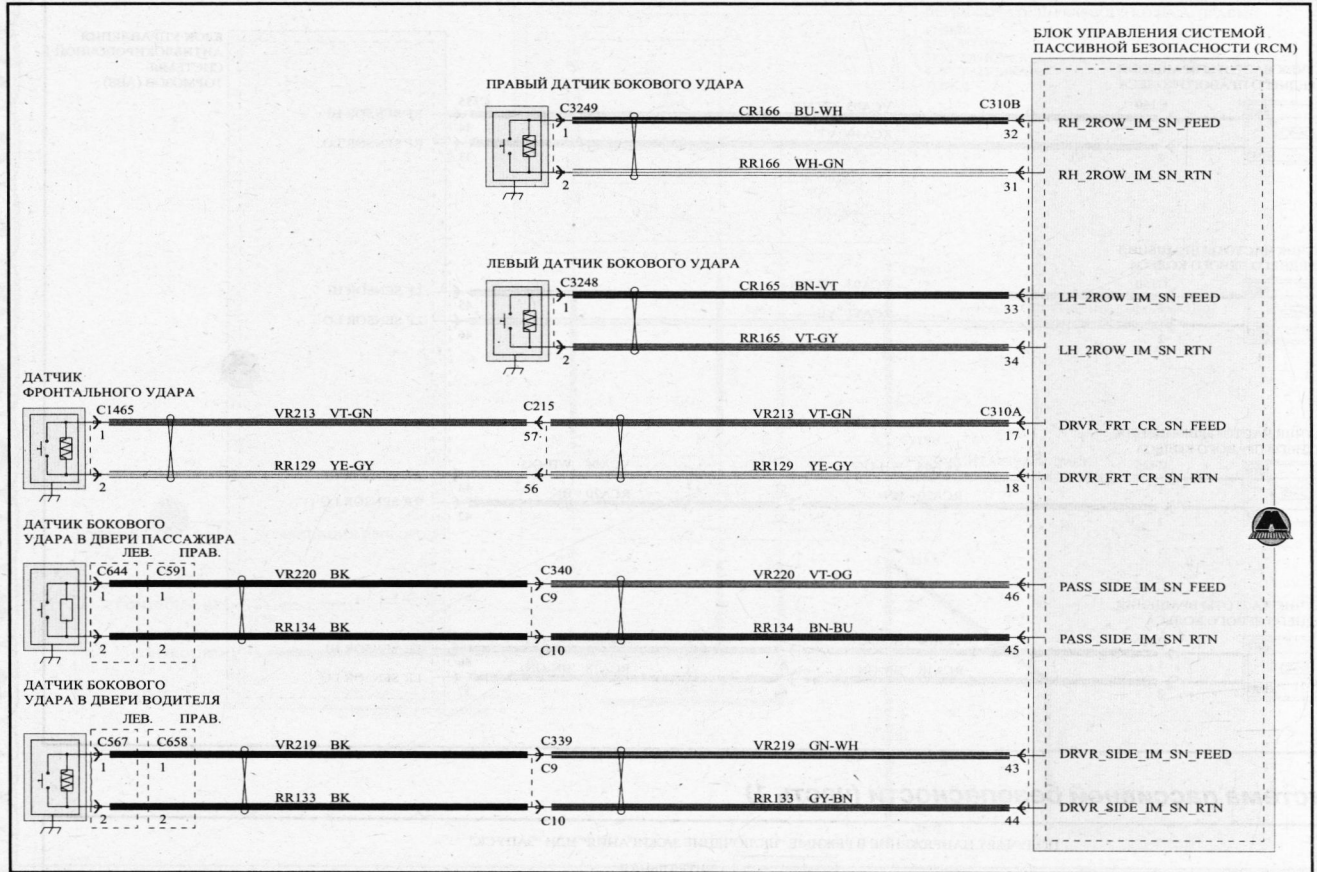 БЛОК УПРАВЛЕНИЯ СИСТЕМОЙ
ПАССИВНОЙ БЕЗОПАСНОСТИ (RCM)
ПРАВЫЙ ДАТЧИК БОКОВОГО УДАРА
C3249 CR166 BU-WH C310B
1 32 RH_2ROW_IM_SN_FEED
RR166 WH-GN RH_2ROW_IM_SN_RTN
2 31
ЛЕВЫЙ ДАТЧИК БОКОВОГО УДАРА
C3248 CR165 BN-VT
1 33 LH_2ROW_IM_SN_FEED
RR165 VT-GY LH_2ROW_IM_SN_RTN
2 34
ДАТЧИК
ФРОНТАЛЬНОГО УДАРА
C1465 VR213 VT-GN C215 VR213 VT-GN C310A
1 57 17 DRVR_FRT_CR_SN_FEED
RR129 YE-GY RR129 YE-GY DRVR_FRT_CR_SN_RTN
2 56 18
ДАТЧИК БОКОВОГО
УДАРА В ДВЕРИ ПАССАЖИРА
ЛЕВ. ПРАВ.
C644 C591 VR220 BK C340 VR220 VT-OG
1 1 C9 46 PASS_SIDE_IM_SN_FEED
RR134 BK RR134 BN-BU PASS_SIDE_IM_SN_RTN
2 2 C10 45
ДАТЧИК БОКОВОГО
УДАРА В ДВЕРИ ВОДИТЕЛЯ
ЛЕВ. ПРАВ.
C567 C658 VR219 BK C339 VR219 GN-WH
1 1 C9 43 DRVR_SIDE_IM_SN_FEED
RR133 BK RR133 GY-BN DRVR_SIDE_IM_SN_RTN
2 2 C10 44